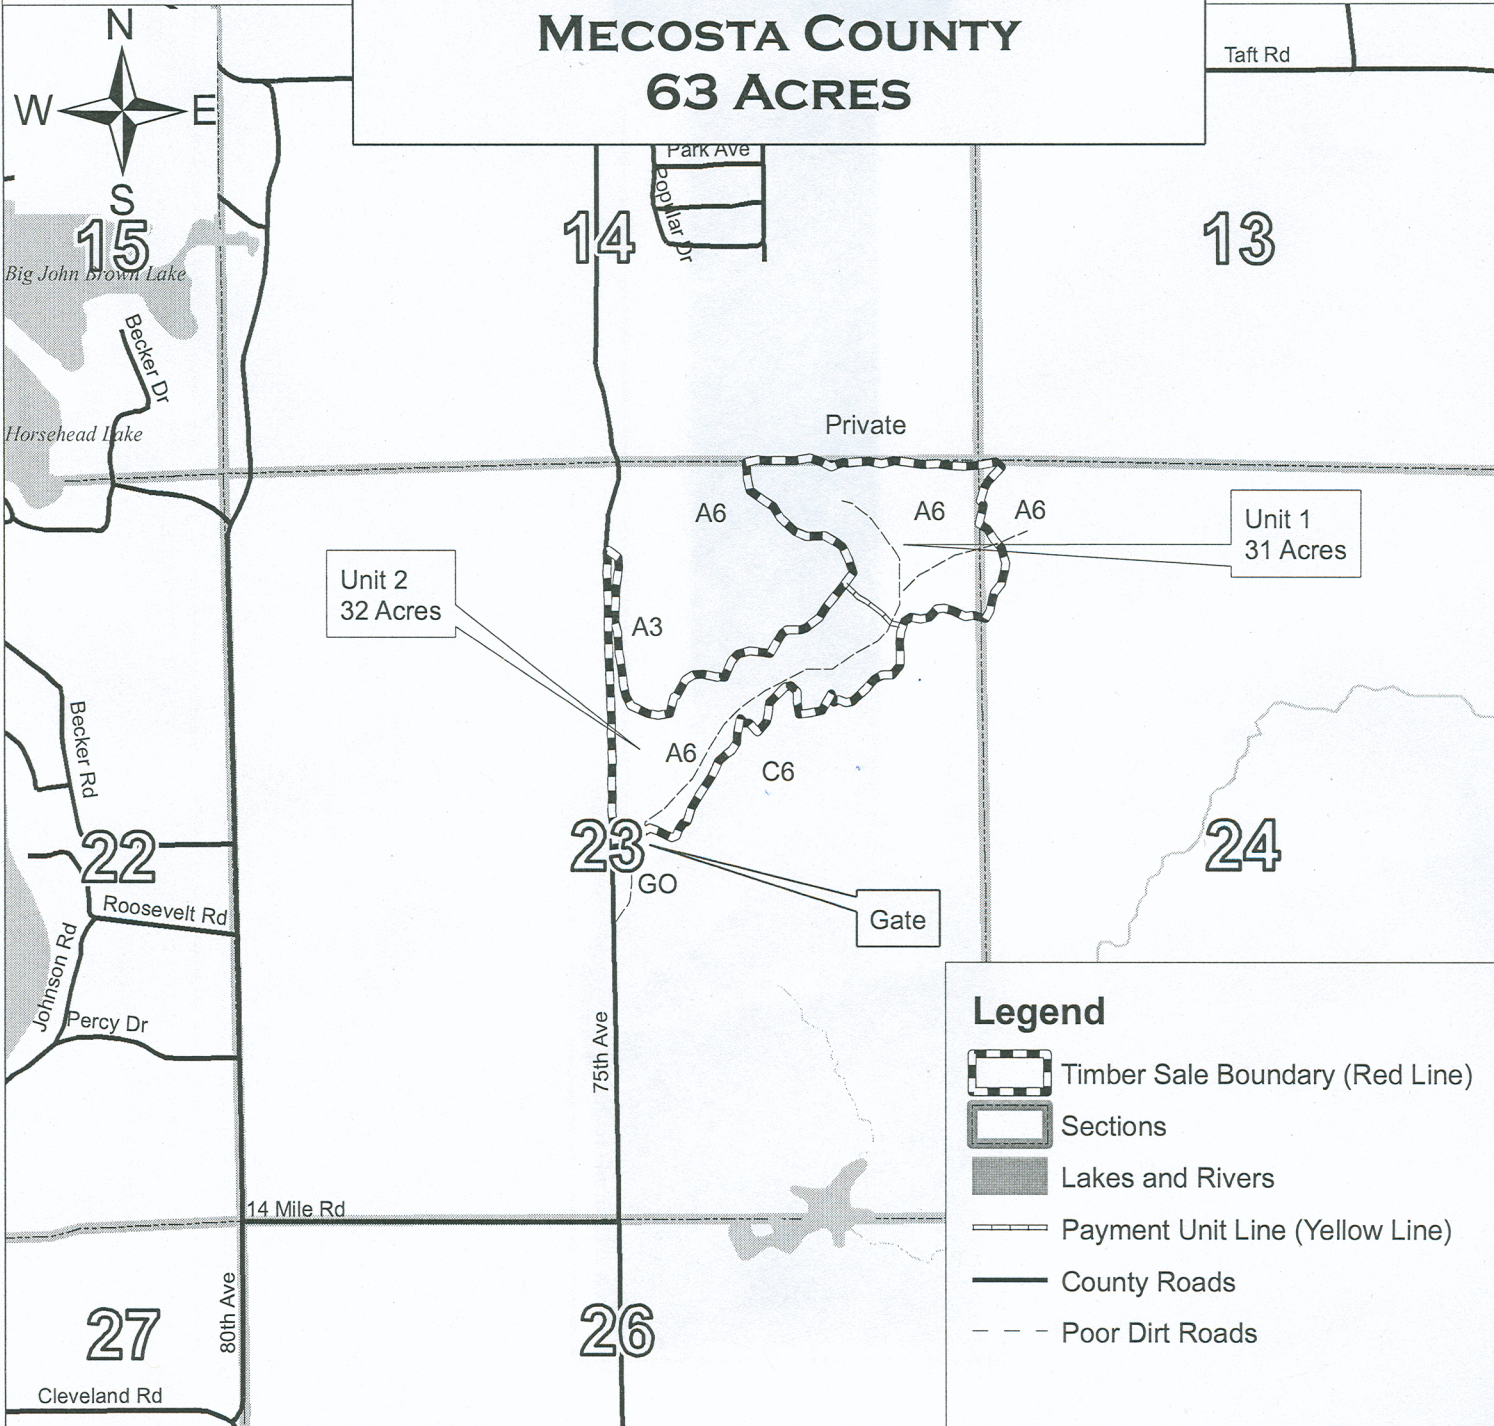 MECOSTA COUNTY
63 ACRES
N
W
E
S
Taft Rd
Park Ave
Popular Dr
15
14
13
Big John Brown Lake
Becker Dr
Horsehead Lake
Private
A6
A6
A6
Unit 1
31 Acres
Unit 2
32 Acres
A3
A6
C6
Becker Rd
22
23
24
GO
Gate
Roosevelt Rd
Johnson Rd
Percy Dr
75th Ave
14 Mile Rd
80th Ave
27
26
Cleveland Rd
Legend
Timber Sale Boundary (Red Line)
Sections
Lakes and Rivers
Payment Unit Line (Yellow Line)
County Roads
Poor Dirt Roads